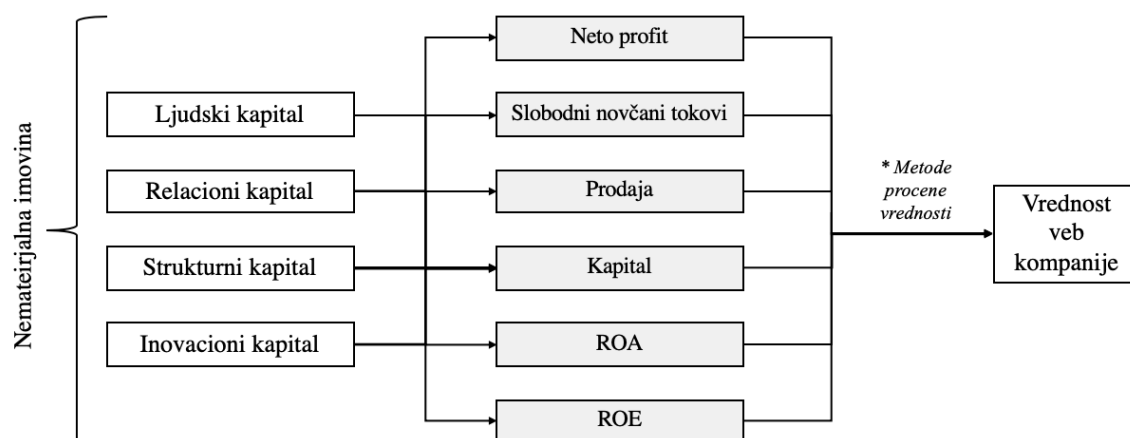 Nemateirjalna imovina
Ljudski kapital
Relacioni kapital
Strukturni kapital
Inovacioni kapital
Neto profit
Slobodni novčani tokovi
Prodaja
Kapital
ROA
ROE
* Metode
procene
vrednosti
Vrednost
veb
kompanije